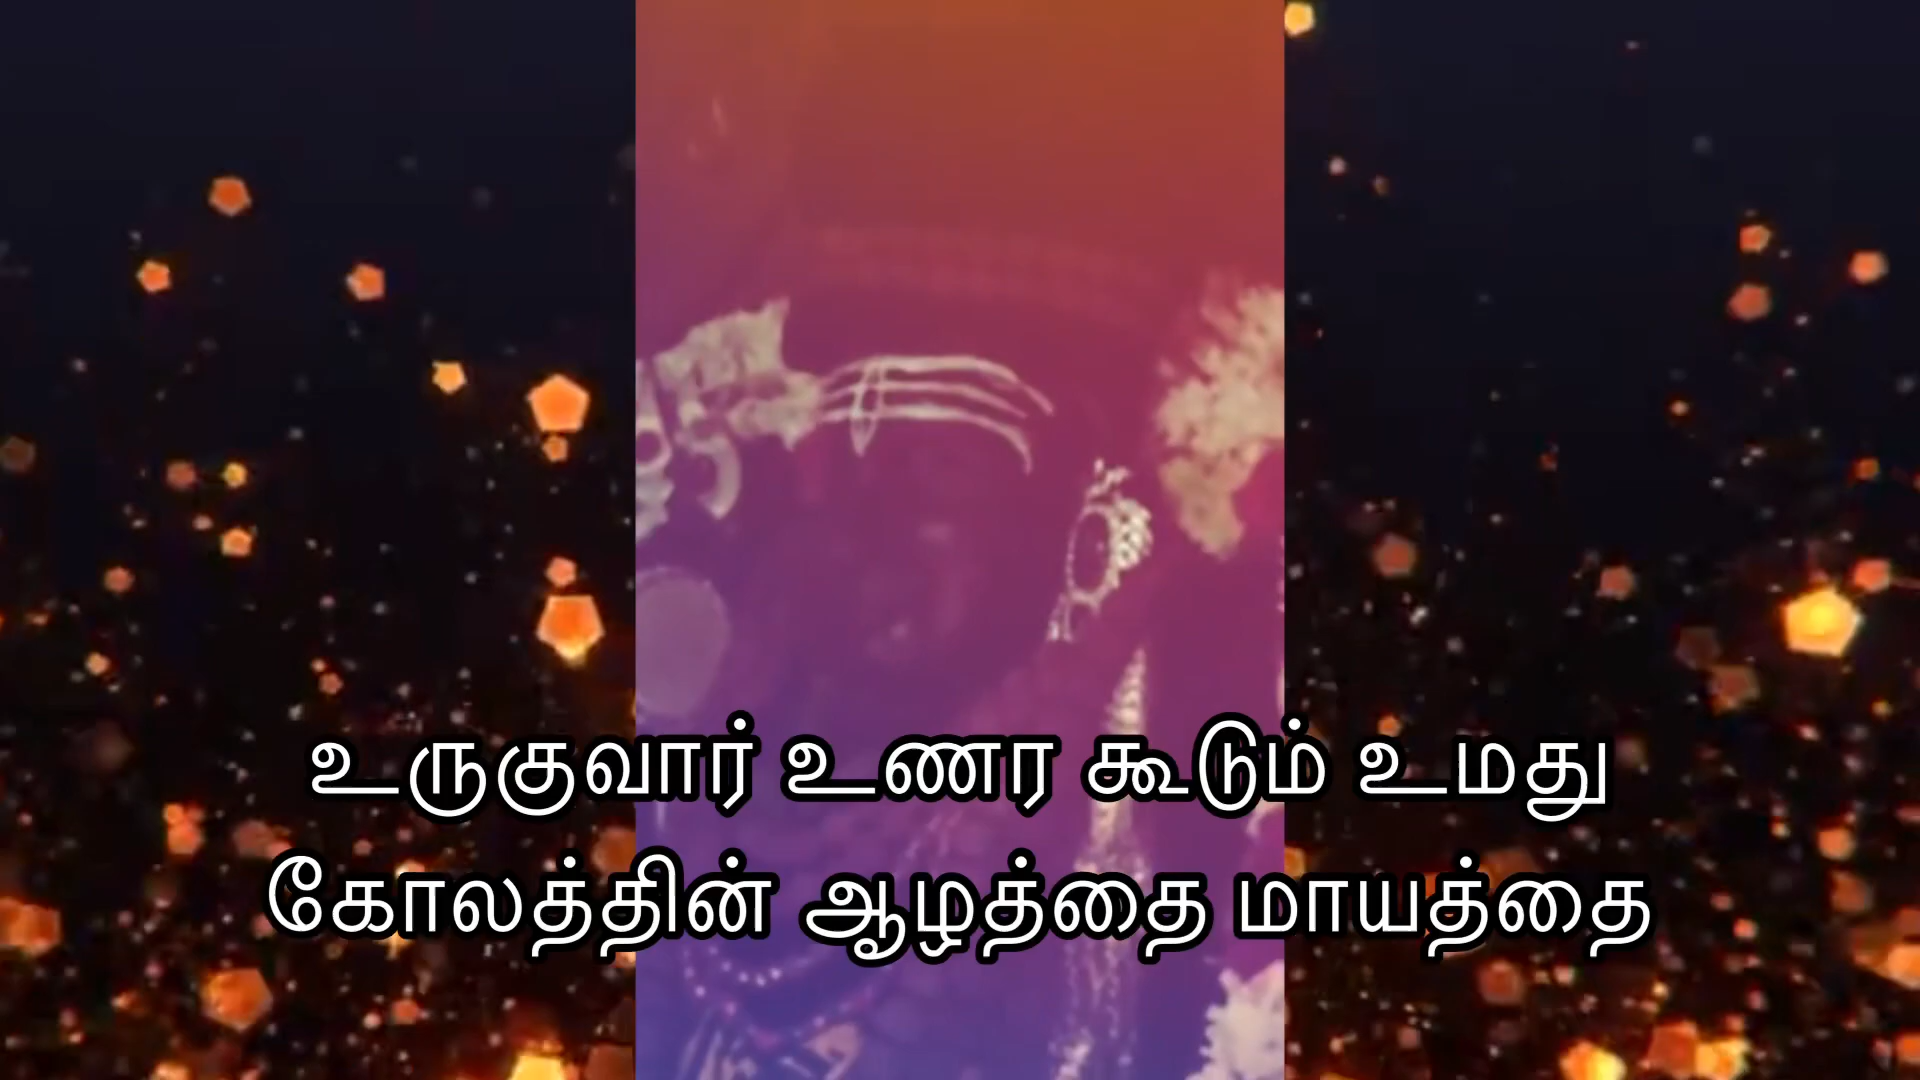 உருகுவார் உணர கூடும் உமது
கோலத்தின் ஆழத்தை மாயத்தை